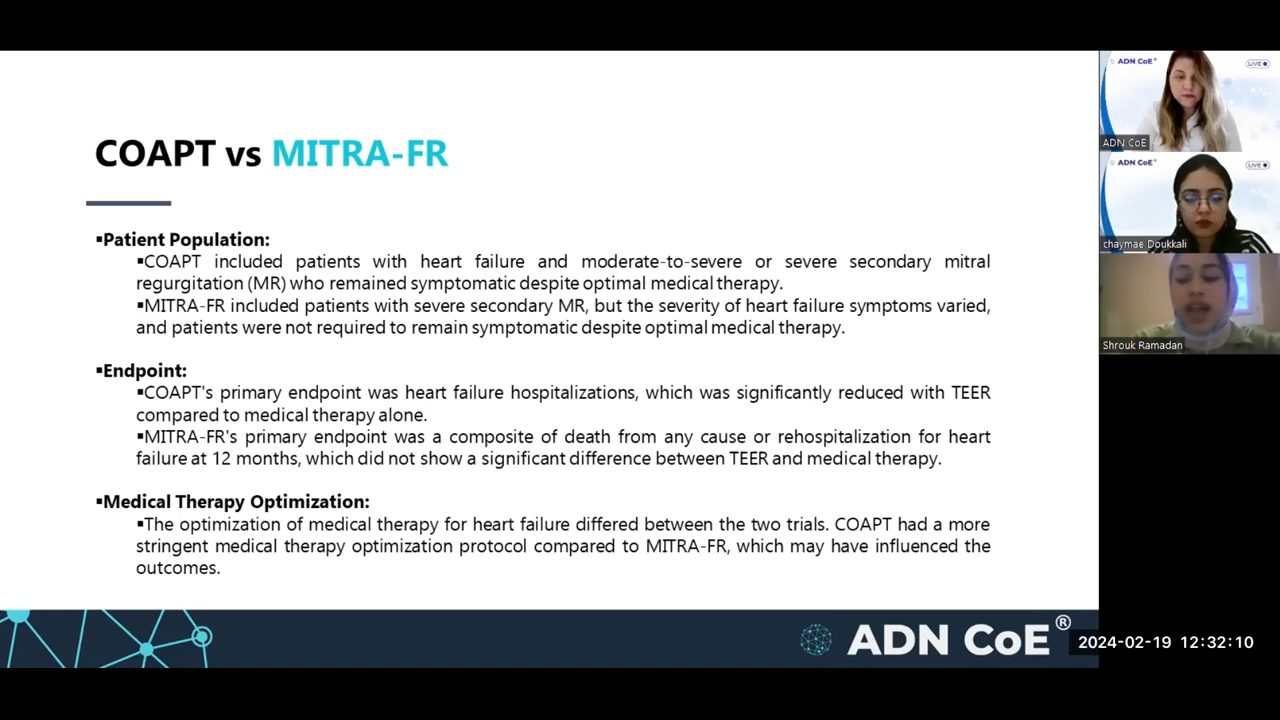 COAPT vs MITRA-FR
▪Patient Population:
▪COAPT included patients with heart failure and moderate-to-severe or severe secondary mitral
regurgitation (MR) who remained symptomatic despite optimal medical therapy.
▪MITRA-FR included patients with severe secondary MR, but the severity of heart failure symptoms varied,
and patients were not required to remain symptomatic despite optimal medical therapy.
▪Endpoint:
▪COAPT's primary endpoint was heart failure hospitalizations, which was significantly reduced with TEER
compared to medical therapy alone.
▪MITRA-FR's primary endpoint was a composite of death from any cause or rehospitalization for heart
failure at 12 months, which did not show a significant difference between TEER and medical therapy.
▪Medical Therapy Optimization:
▪The optimization of medical therapy for heart failure differed between the two trials. COAPT had a more
stringent medical therapy optimization protocol compared to MITRA-FR, which may have influenced the
outcomes.
ADN CoE®
ADN CoE®
LIVE
ADN CoE
ADN CoE®
LIVE
chaymae Doukkali
Shrouk Ramadan
2024-02-19 12:32:10